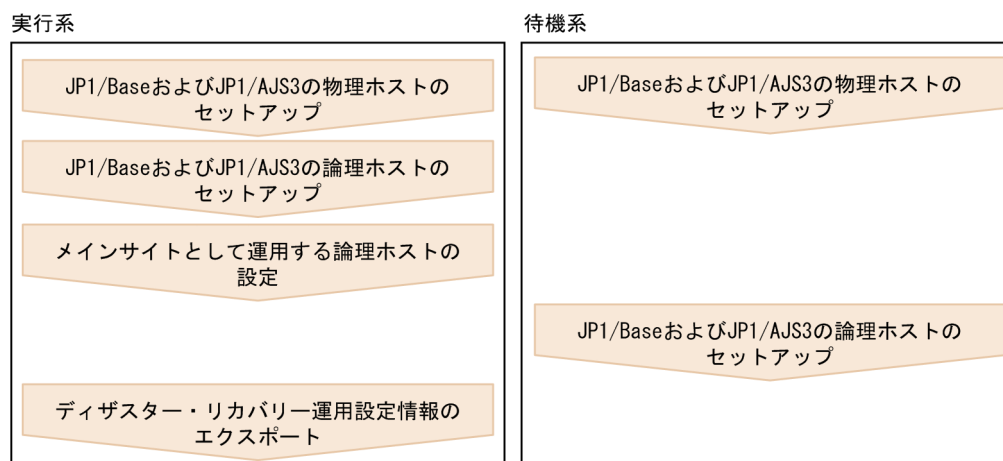 実行系
JP1/BaseおよびJP1/AJS3の物理ホストの
セットアップ
JP1/BaseおよびJP1/AJS3の論理ホストの
セットアップ
メインサイトとして運用する論理ホストの
設定
ディザスター・リカバリー運用設定情報の
エクスポート
待機系
JP1/BaseおよびJP1/AJS3の物理ホストの
セットアップ
JP1/BaseおよびJP1/AJS3の論理ホストの
セットアップ